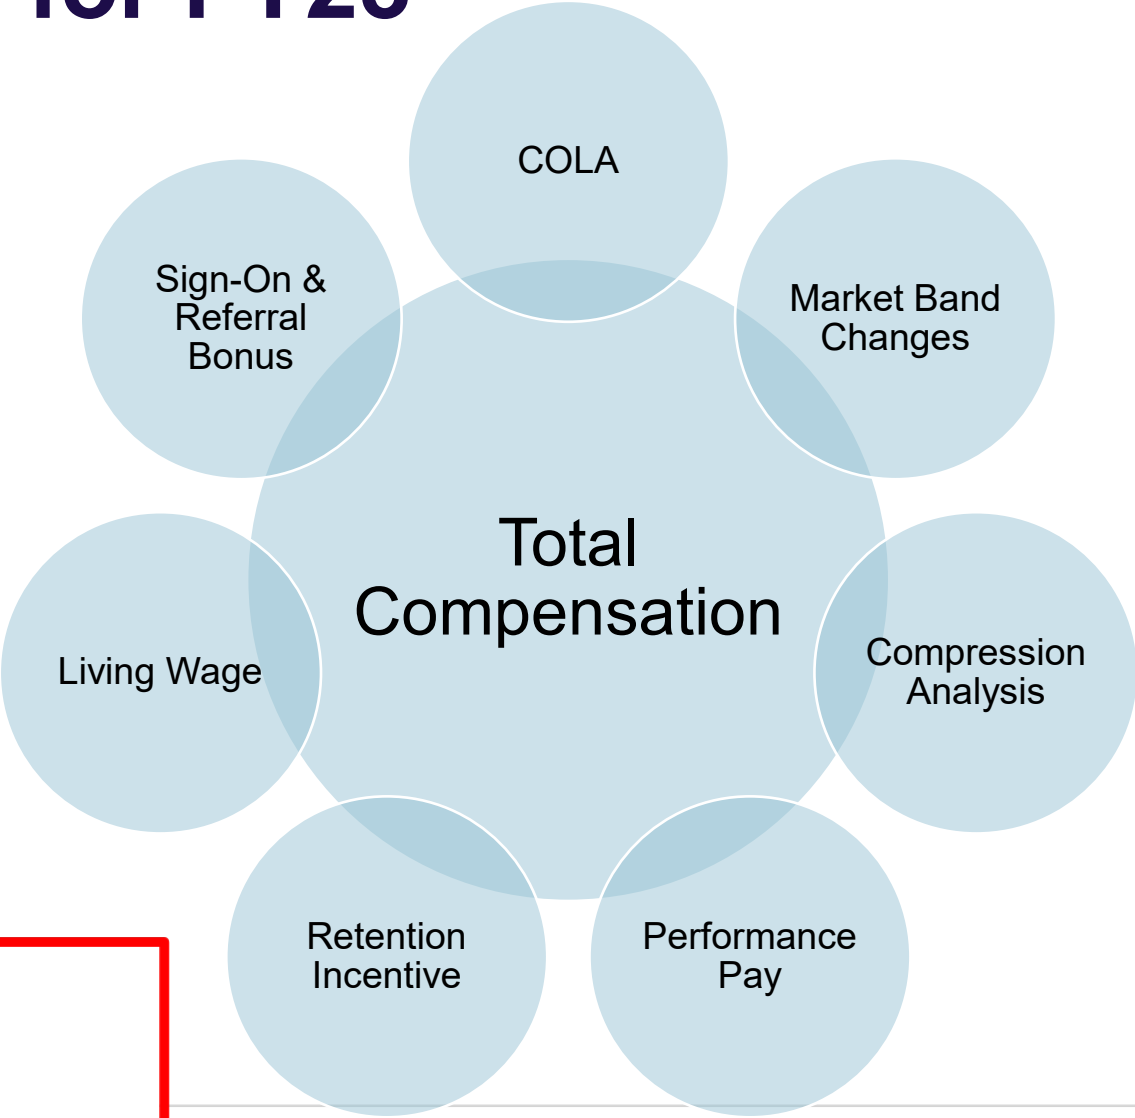 COLA
Sign-On &
Referral
Bonus
Market Band
Changes
Total
Compensation
Living Wage
Compression
Analysis
Retention
Incentive
Performance
Pay